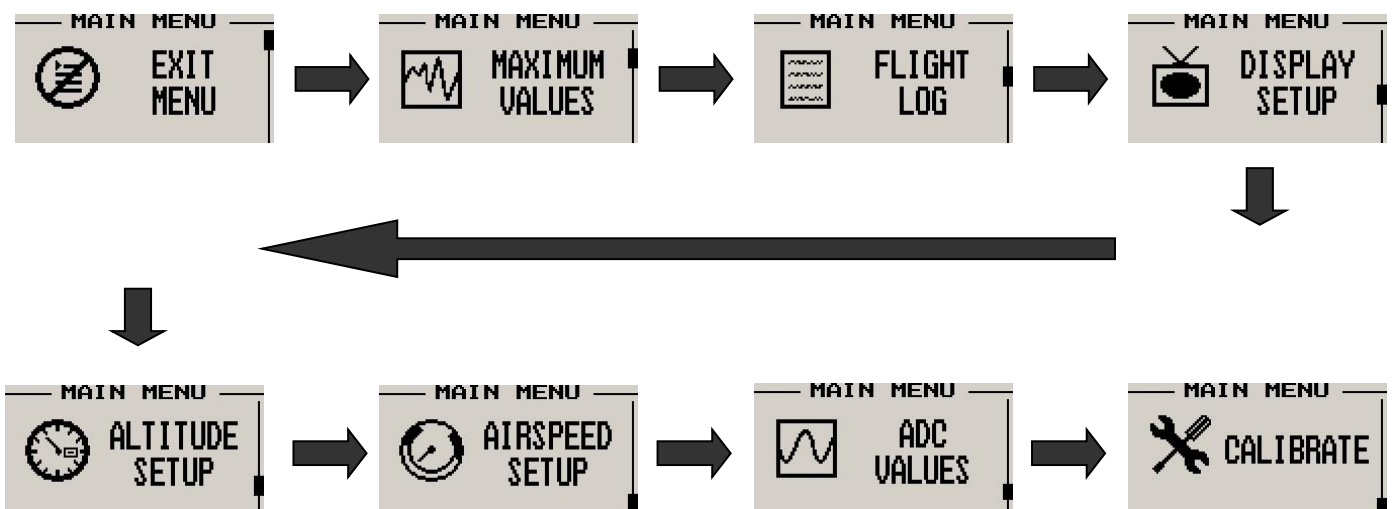 MAIN MENU
EXIT
MENU
MAIN MENU
MAXIMUM
VALUES
MAIN MENU
FLIGHT
LOG
MAIN MENU
DISPLAY
SETUP
MAIN MENU
ALTITUDE
SETUP
MAIN MENU
AIRSPEED
SETUP
MAIN MENU
ADC
VALUES
MAIN MENU
CALIBRATE